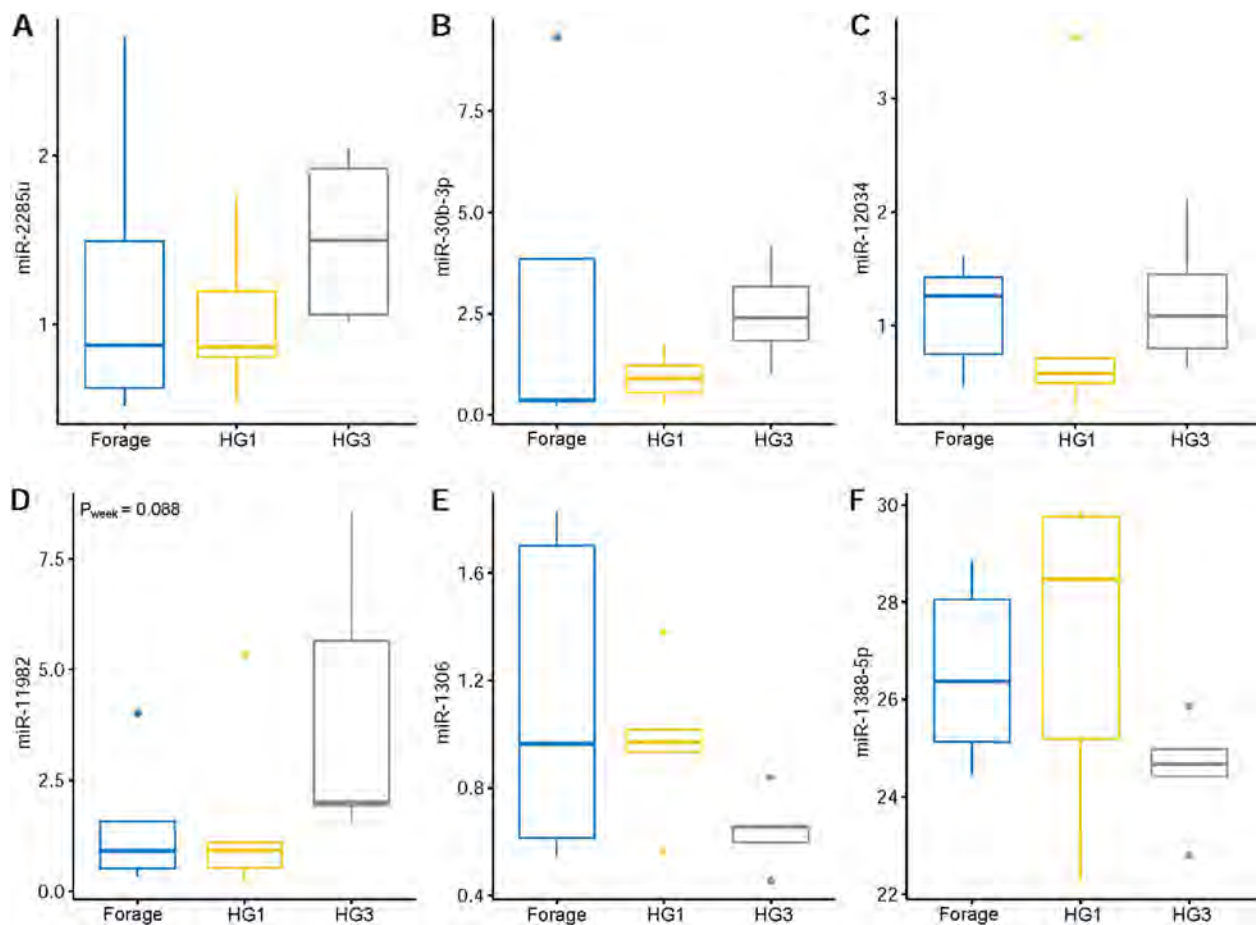 A
miR-2285u
2
1
Forage HG1 HG3
B
miR-30b-3p
7.5
5.0
2.5
0.0
Forage HG1 HG3
C
miR-12034
3
2
1
Forage HG1 HG3
D
Pweek = 0.088
miR-11982
7.5
5.0
2.5
0.0
Forage HG1 HG3
E
miR-1306
1.6
1.2
0.8
0.4
Forage HG1 HG3
F
miR-1388-5p
30
28
26
24
22
Forage HG1 HG3